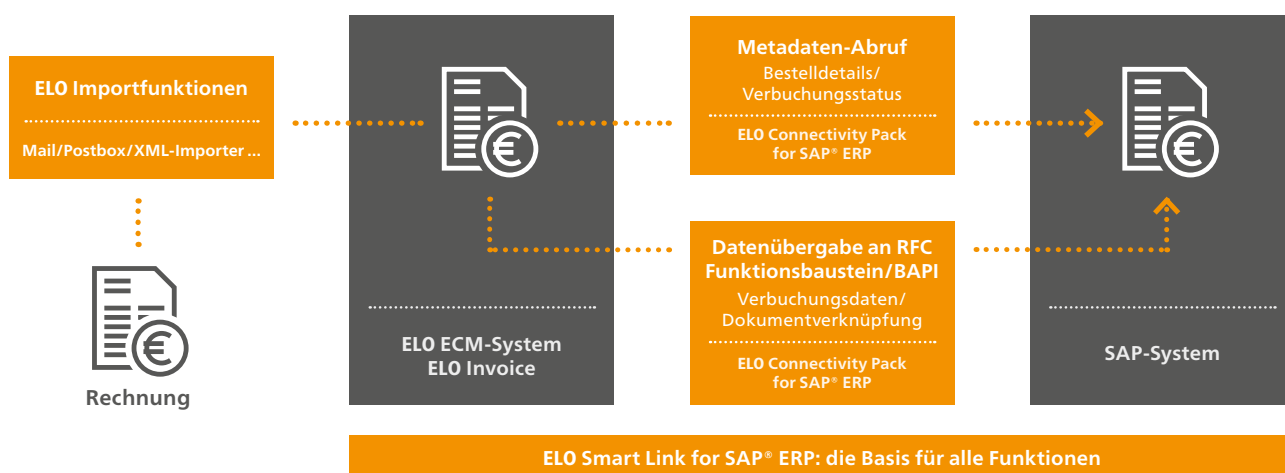 ELO Importfunktionen
Mail/Postbox/XML-Importer ...
Rechnung
ELO ECM-System
ELO Invoice
Metadaten-Abruf
Bestelldetails/
Verbuchungsstatus
ELO Connectivity Pack
for SAP® ERP
Datenübergabe an RFC
Funktionsbaustein/BAPI
Verbuchungsdaten/
Dokumentverknüpfung
ELO Connectivity Pack
for SAP® ERP
SAP-System
ELO Smart Link for SAP® ERP: die Basis für alle Funktionen